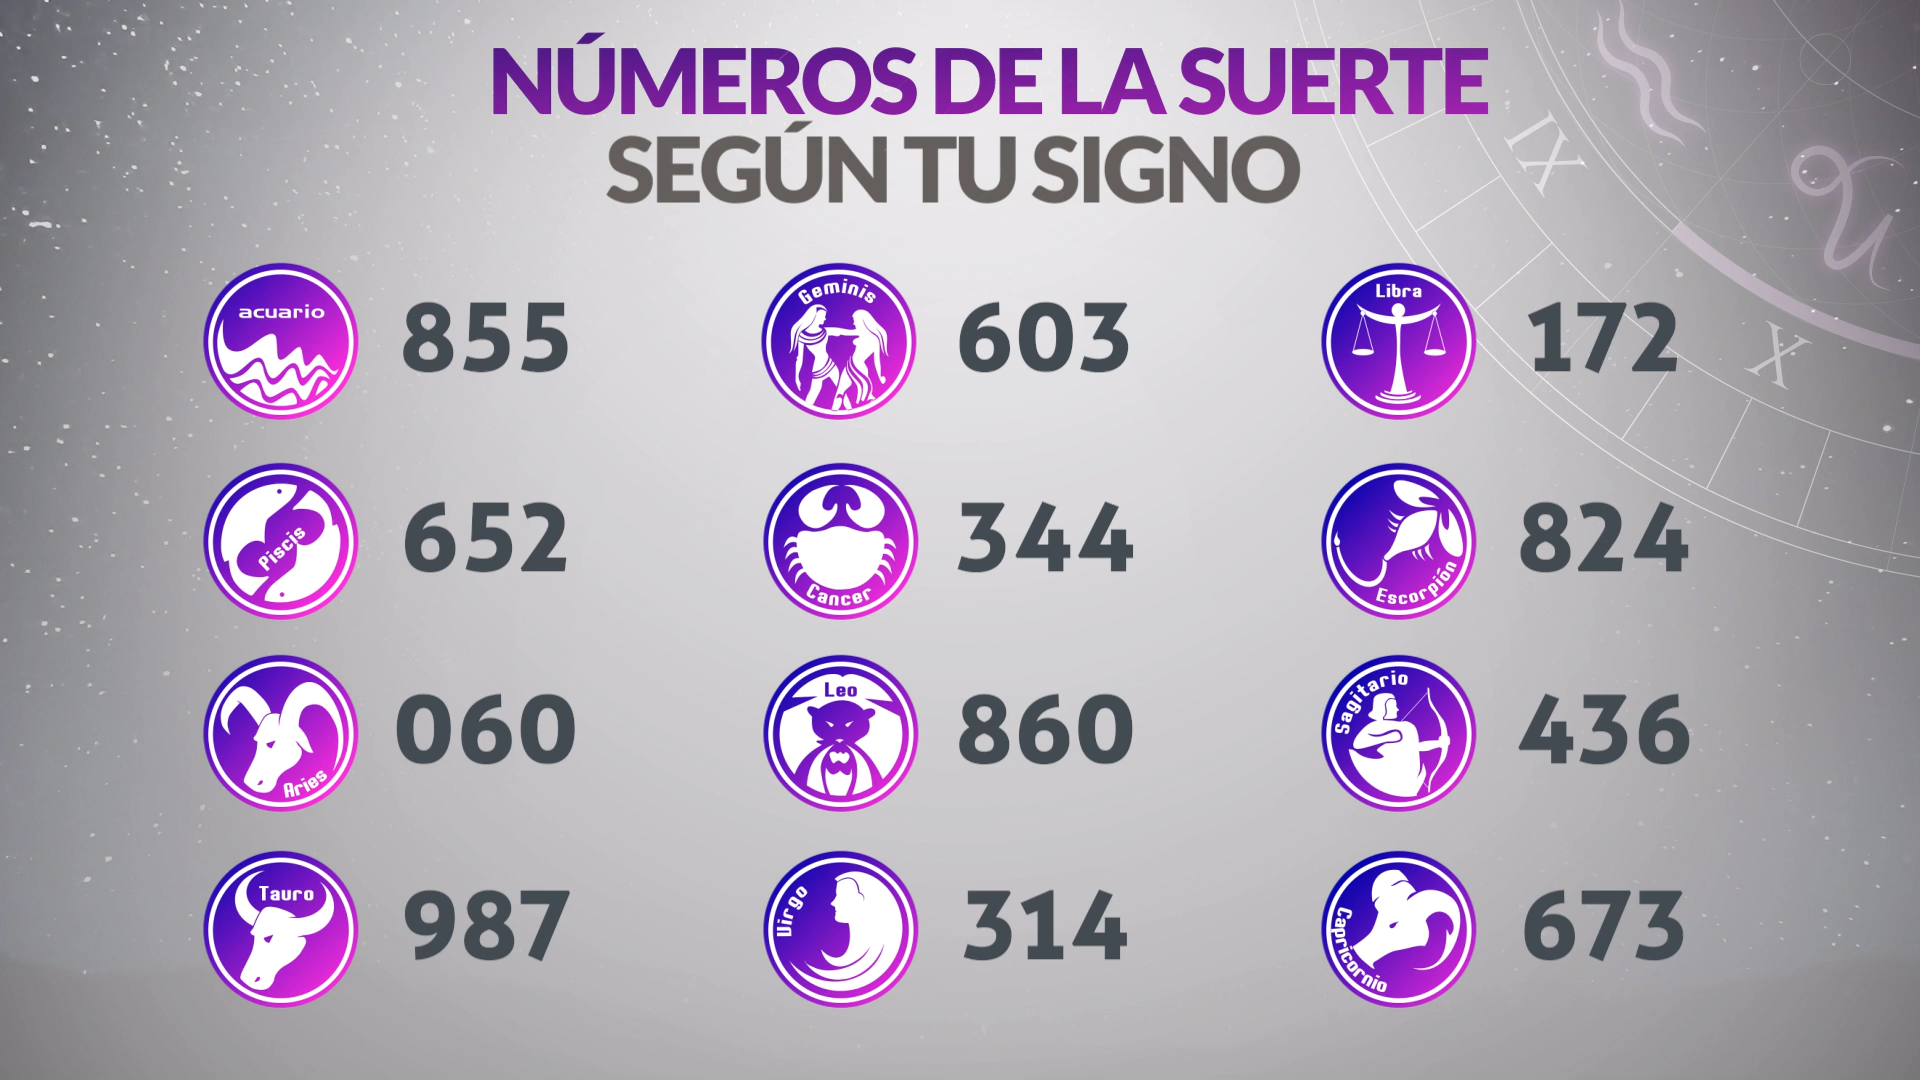 NÚMEROS DE LA SUERTE
SEGÚN TU SIGNO
acuario 855
Geminis 603
Libra 172
Piscis 652
Cancer 344
Escorpión 824
Aries 060
Leo 860
Sagitario 436
Tauro 987
Virgo 314
Capricornio 673
IX
X